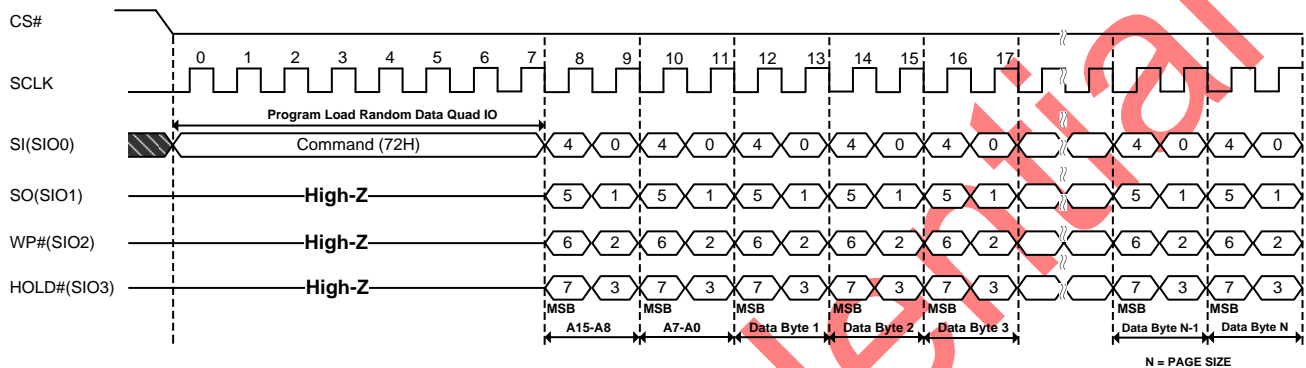 CS#
0 1 2 3 4 5 6 7 8 9 10 11 12 13 14 15 16 17
SCLK
Program Load Random Data Quad IO
SI(SIO0) Command (72H) 4 0 4 0 4 0 4 0 4 0 4 0 4 0
SO(SIO1) High-Z 5 1 5 1 5 1 5 1 5 1 5 1 5 1
WP#(SIO2) High-Z 6 2 6 2 6 2 6 2 6 2 6 2 6 2
HOLD#(SIO3) High-Z 7 3 7 3 7 3 7 3 7 3 7 3 7 3
MSB MSB MSB MSB MSB MSB MSB
A15-A8 A7-A0 Data Byte 1 Data Byte 2 Data Byte 3 Data Byte N-1 Data Byte N
N = PAGE SIZE
ential